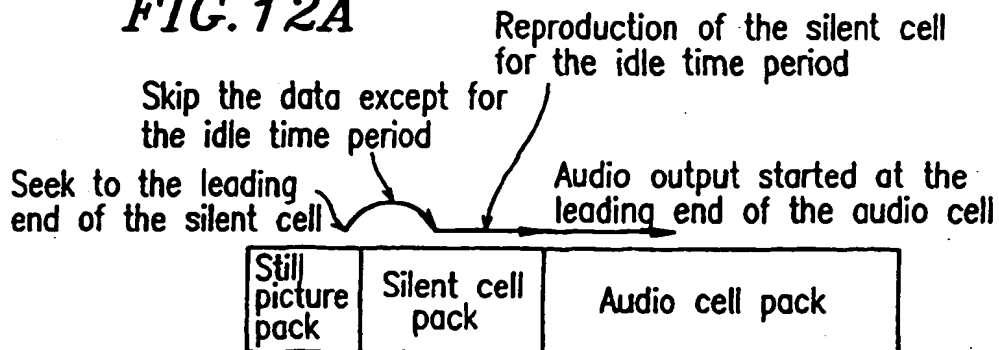 FIG. 12A
Reproduction of the silent cell
for the idle time period
Skip the data except for
the idle time period
Seek to the leading
end of the silent cell
Audio output started at the
leading end of the audio cell
Still
picture
pack
Silent cell
pack
Audio cell pack